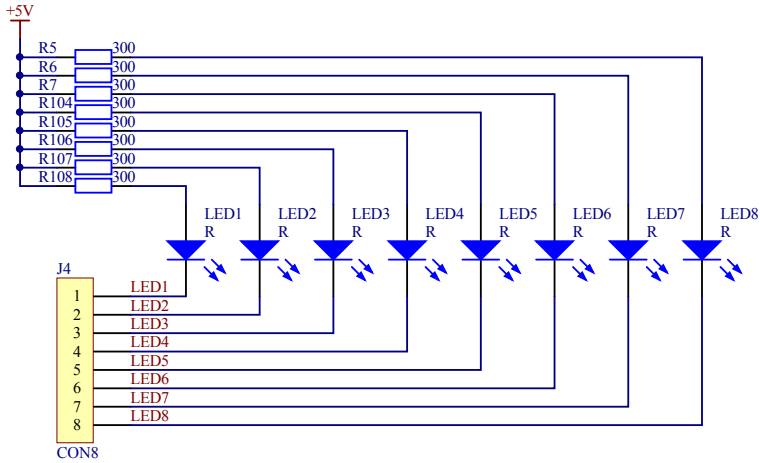 +5V
R5 300
R6 300
R7 300
R104 300
R105 300
R106 300
R107 300
R108 300
LED1 LED2 LED3 LED4 LED5 LED6 LED7 LED8
R R R R R R R R
J4
1 LED1
2 LED2
3 LED3
4 LED4
5 LED5
6 LED6
7 LED7
8 LED8
CON8